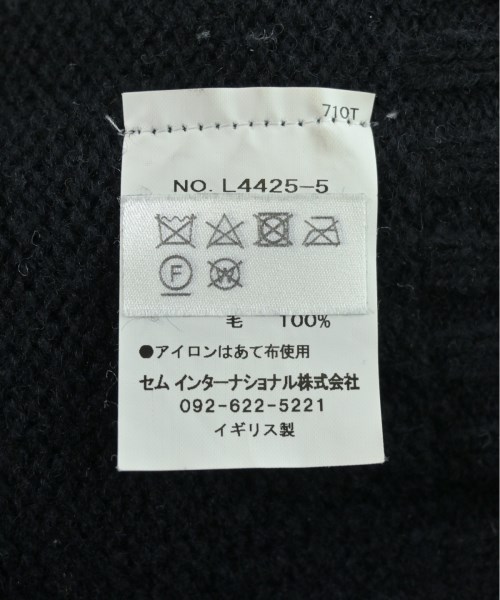 710T
NO. L4425-5
F W
毛 100%
●アイロンはあて布使用
セム インターナショナル株式会社
092-622-5221
イギリス製